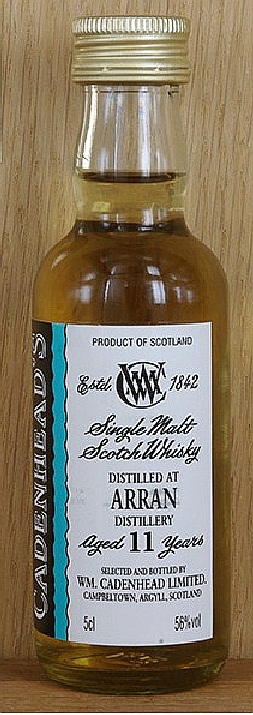 CADENHEAD'S
PRODUCT OF SCOTLAND
Estd. WMC 1842
Single Malt
Scotch Whisky
DISTILLED AT
ARRAN
DISTILLERY
Aged 11 Years
SELECTED AND BOTTLED BY
WM. CADENHEAD LIMITED.
CAMPBELTOWN, ARGYLL, SCOTLAND
5cl 56%vol